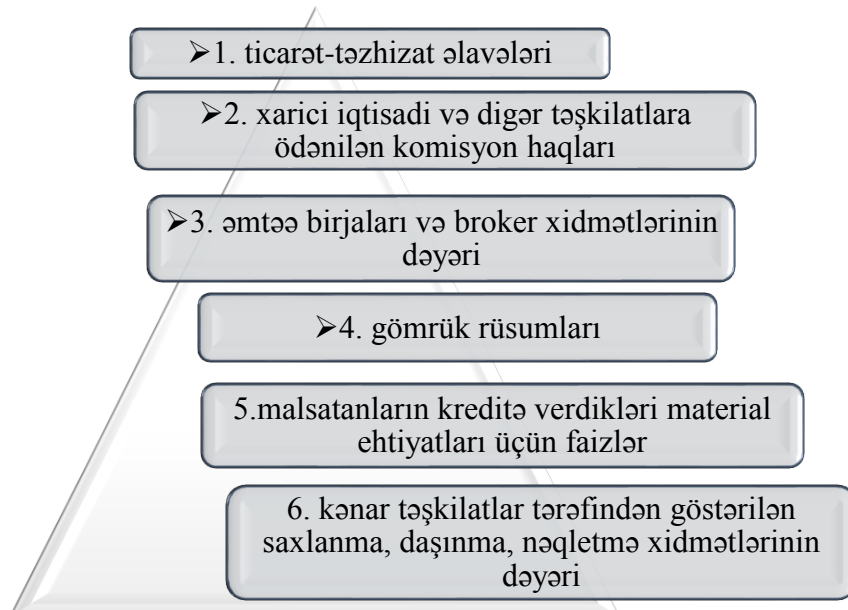 ➢1. ticarət-təzhizat əlavələri
➢2. xarici iqtisadi və digər təşkilatlara
ödənilən komisyon haqları
➢3. əmtəə birjaları və broker xidmətlərinin
dəyəri
➢4. gömrük rüsumları
5.malsatanların kreditə verdikləri material
ehtiyatları üçün faizlər
6. kənar təşkilatlar tərəfindən göstərilən
saxlanma, daşınma, nəqletmə xidmətlərinin
dəyəri